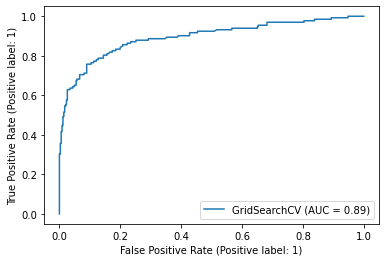 1.0
0.8
0.6
0.4
0.2
0.0
True Positive Rate (Positive label: 1)
GridSearchCV (AUC = 0.89)
0.0 0.2 0.4 0.6 0.8 1.0
False Positive Rate (Positive label: 1)